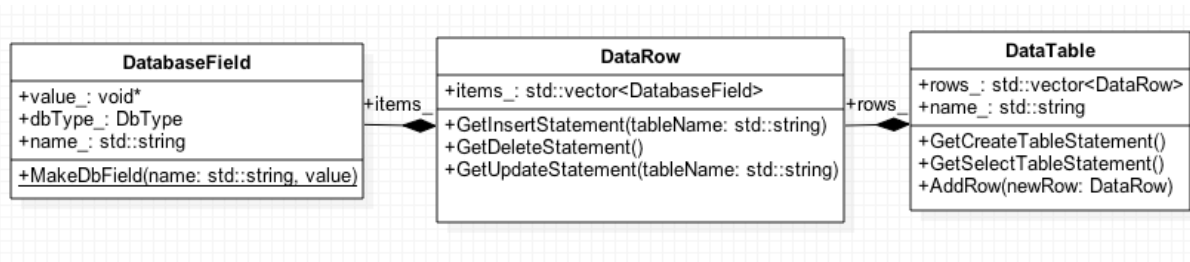 DatabaseField
+value_: void*
+dbType_: DbType
+name_: std::string
+MakeDbField(name: std::string, value)
+items_
DataRow
+items_: std::vector<DatabaseField>
+GetInsertStatement(tableName: std::string)
+GetDeleteStatement()
+GetUpdateStatement(tableName: std::string)
+rows_
DataTable
+rows_: std::vector<DataRow>
+name_: std::string
+GetCreateTableStatement()
+GetSelectTableStatement()
+AddRow(newRow: DataRow)